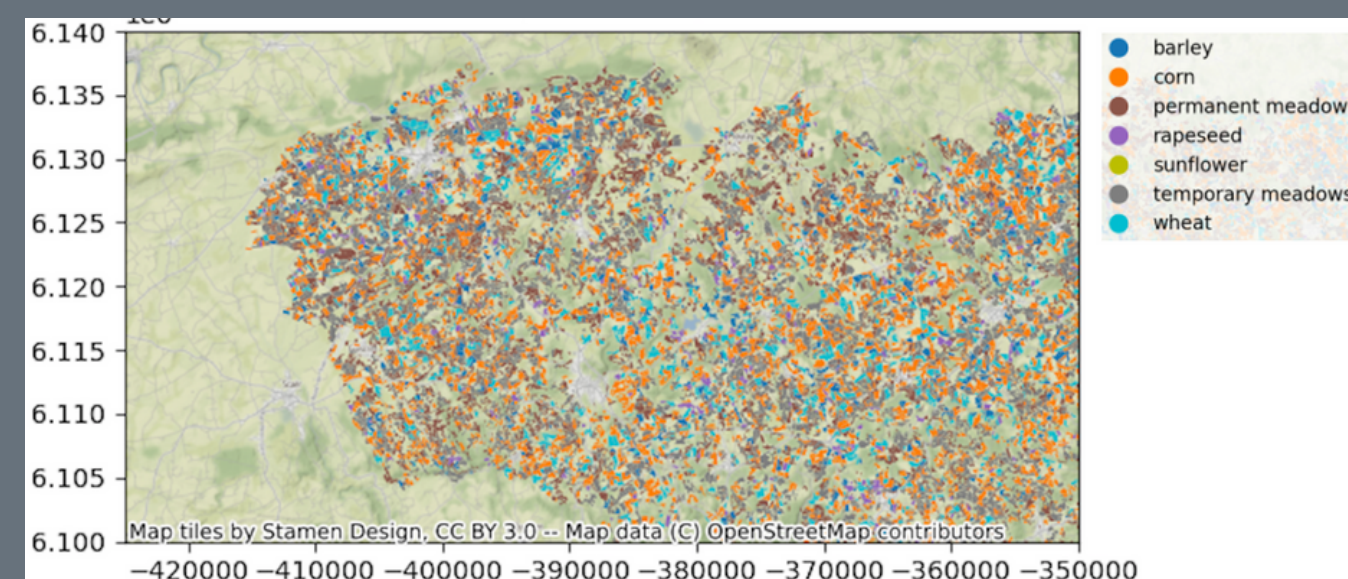 1e6
6.140
6.135
6.130
6.125
6.120
6.115
6.110
6.105
6.100
barley
corn
permanent meadow
rapeseed
sunflower
temporary meadows
wheat
Map tiles by Stamen Design, CC BY 3.0 -- Map data (C) OpenStreetMap contributors
−420000 −410000 −400000 −390000 −380000 −370000 −360000 −350000